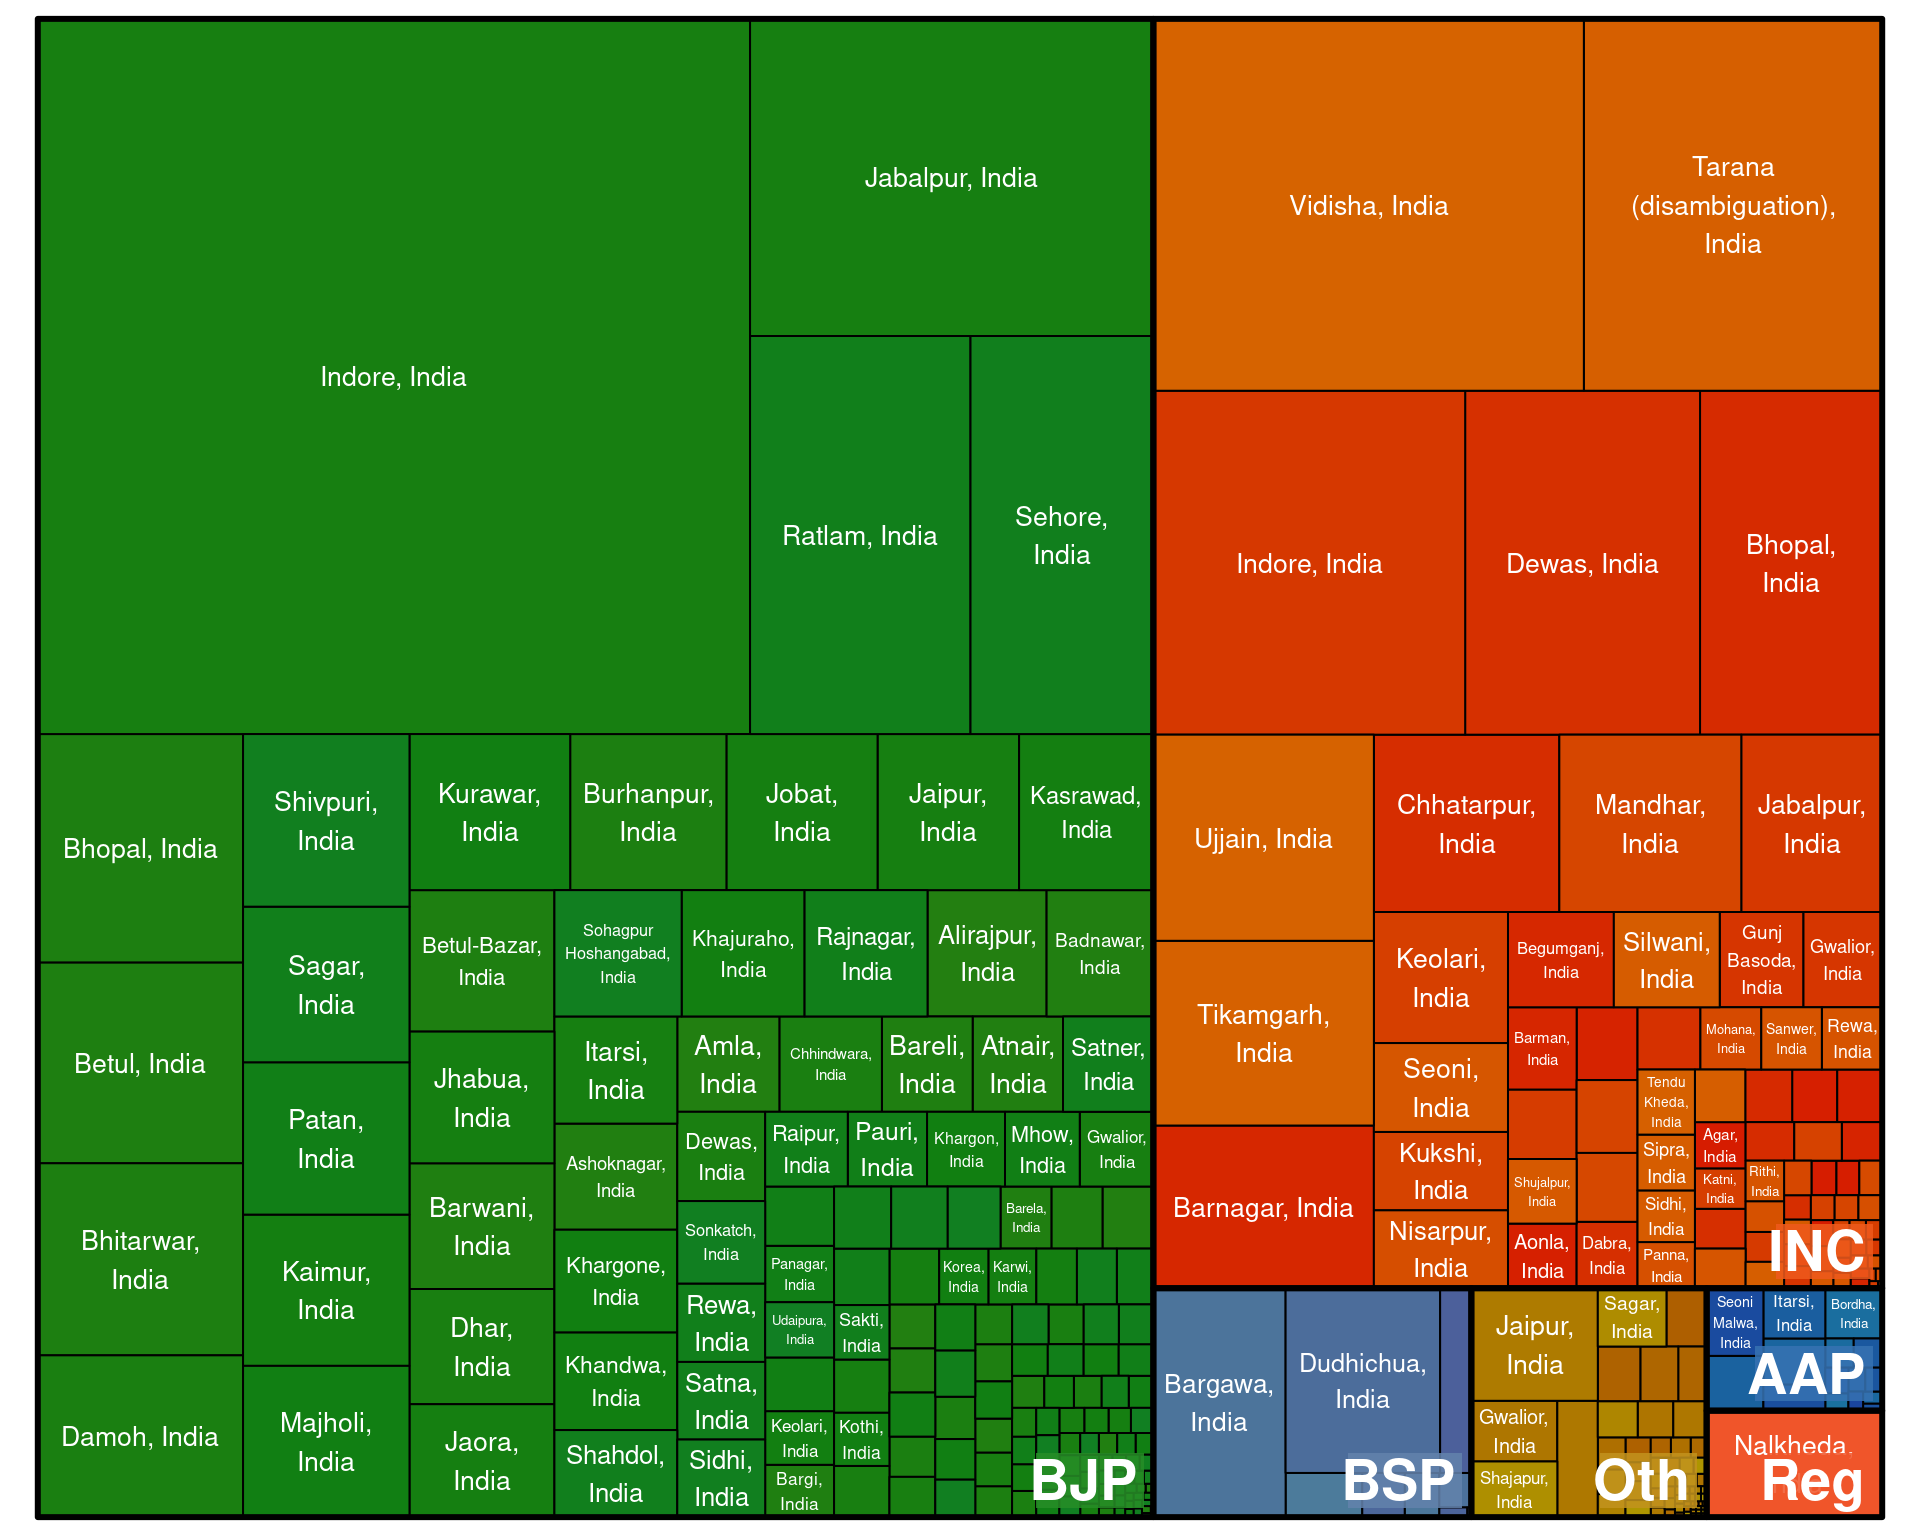 Indore, India
Jabalpur, India
Ratlam, India
Sehore,
India
Bhopal, India
Betul, India
Bhitarwar,
India
Damoh, India
Shivpuri,
India
Sagar,
India
Patan,
India
Kaimur,
India
Majholi,
India
Kurawar,
India
Burhanpur,
India
Jobat,
India
Jaipur,
India
Kasrawad,
India
Betul-Bazar,
India
Jhabua,
India
Barwani,
India
Dhar,
India
Jaora,
India
Sohagpur
Hoshangabad,
India
Khajuraho,
India
Rajnagar,
India
Alirajpur,
India
Badnawar,
India
Itarsi,
India
Ashoknagar,
India
Khargone,
India
Khandwa,
India
Shahdol,
India
Amla,
India
Chhindwara,
India
Bareli,
India
Atnair,
India
Satner,
India
Dewas,
India
Sonkatch,
India
Rewa,
India
Satna,
India
Sidhi,
India
Raipur,
India
Pauri,
India
Khargon,
India
Mhow,
India
Gwalior,
India
Barela,
India
Panagar,
India
Korea,
India
Karwi,
India
Udaipura,
India
Sakti,
India
Keolari,
India
Kothi,
India
Bargi,
India
BJP
Vidisha, India
Tarana
(disambiguation),
India
Indore, India
Dewas, India
Bhopal,
India
Ujjain, India
Tikamgarh,
India
Barnagar, India
Chhatarpur,
India
Mandhar,
India
Jabalpur,
India
Keolari,
India
Seoni,
India
Kukshi,
India
Nisarpur,
India
Begumganj,
India
Silwani,
India
Gunj
Basoda,
India
Gwalior,
India
Barman,
India
Mohana,
India
Sanwer,
India
Rewa,
India
Tendu
Kheda,
India
Shujalpur,
India
Sipra,
India
Agar,
India
Katni,
India
Rithi,
India
Sidhi,
India
Aonla,
India
Dabra,
India
Panna,
India
INC
Bargawa,
India
Dudhichua,
India
BSP
Jaipur,
India
Sagar,
India
Gwalior,
India
Shajapur,
India
Oth
Seoni
Malwa,
India
Itarsi,
India
Bordha,
India
AAP
Nalkheda,
Reg